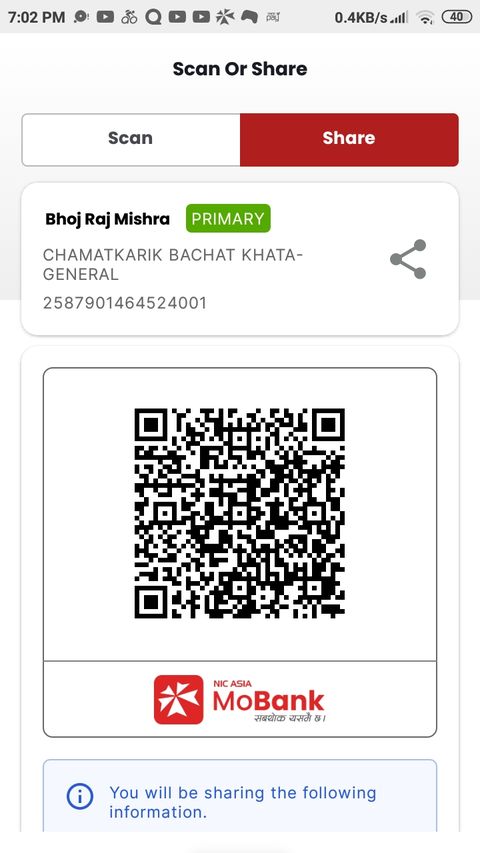 7:02 PM
0.4KB/s
40
Scan Or Share
Scan
Share
Bhoj Raj Mishra
PRIMARY
CHAMATKARIK BACHAT KHATA-
GENERAL
2587901464524001
NIC ASIA
MoBank
सबथोक यसमै छ।
You will be sharing the following
information.